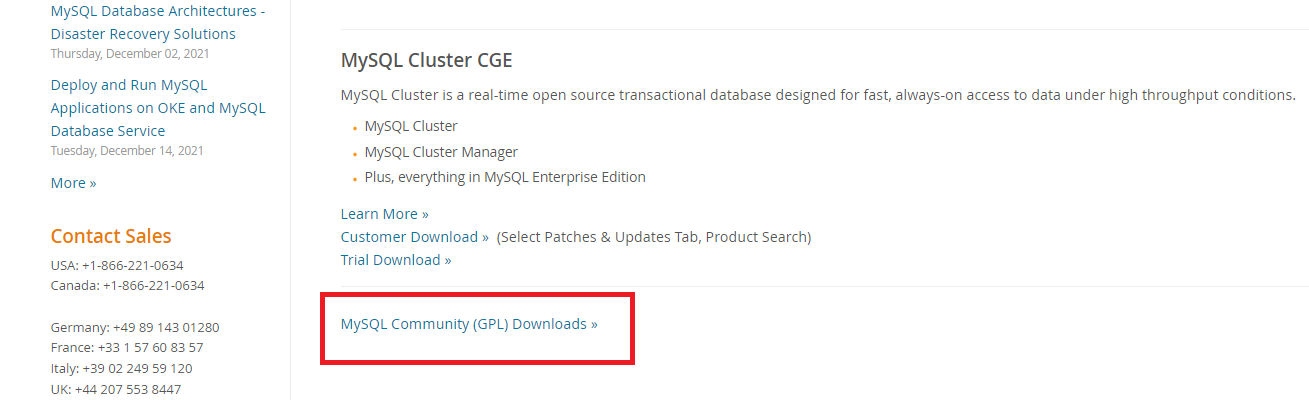 MySQL Database Architectures -
Disaster Recovery Solutions
Thursday, December 02, 2021
Deploy and Run MySQL
Applications on OKE and MySQL
Database Service
Tuesday, December 14, 2021
More »
Contact Sales
USA: +1-866-221-0634
Canada: +1-866-221-0634
Germany: +49 89 143 01280
France: +33 1 57 60 83 57
Italy: +39 02 249 59 120
UK: +44 207 553 8447
MySQL Cluster CGE
MySQL Cluster is a real-time open source transactional database designed for fast, always-on access to data under high throughput conditions.
MySQL Cluster
MySQL Cluster Manager
Plus, everything in MySQL Enterprise Edition
Learn More »
Customer Download » (Select Patches & Updates Tab, Product Search)
Trial Download »
MySQL Community (GPL) Downloads »